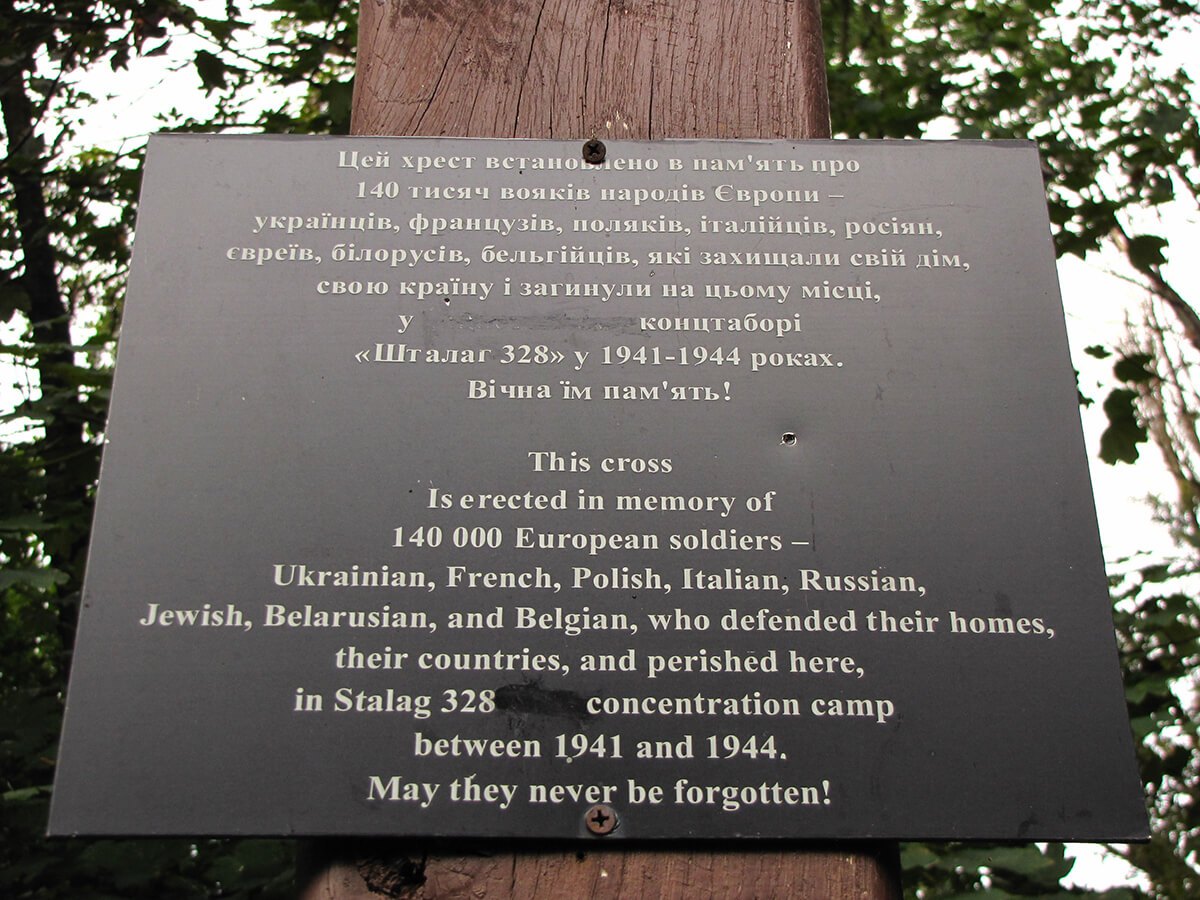 Цей хрест встановлено в пам'ять про
140 тисяч вояків народів Європи –
українців, французів, поляків, італійців, росіян,
євреїв, білорусів, бельгійців, які захищали свій дім,
свою країну і загинули на цьому місці,
у концтаборі
«Шталаг 328» у 1941-1944 роках.
Вічна їм пам'ять!
This cross
Is erected in memory of
140 000 European soldiers –
Ukrainian, French, Polish, Italian, Russian,
Jewish, Belarusian, and Belgian, who defended their homes,
their countries, and perished here,
in Stalag 328 concentration camp
between 1941 and 1944.
May they never be forgotten!